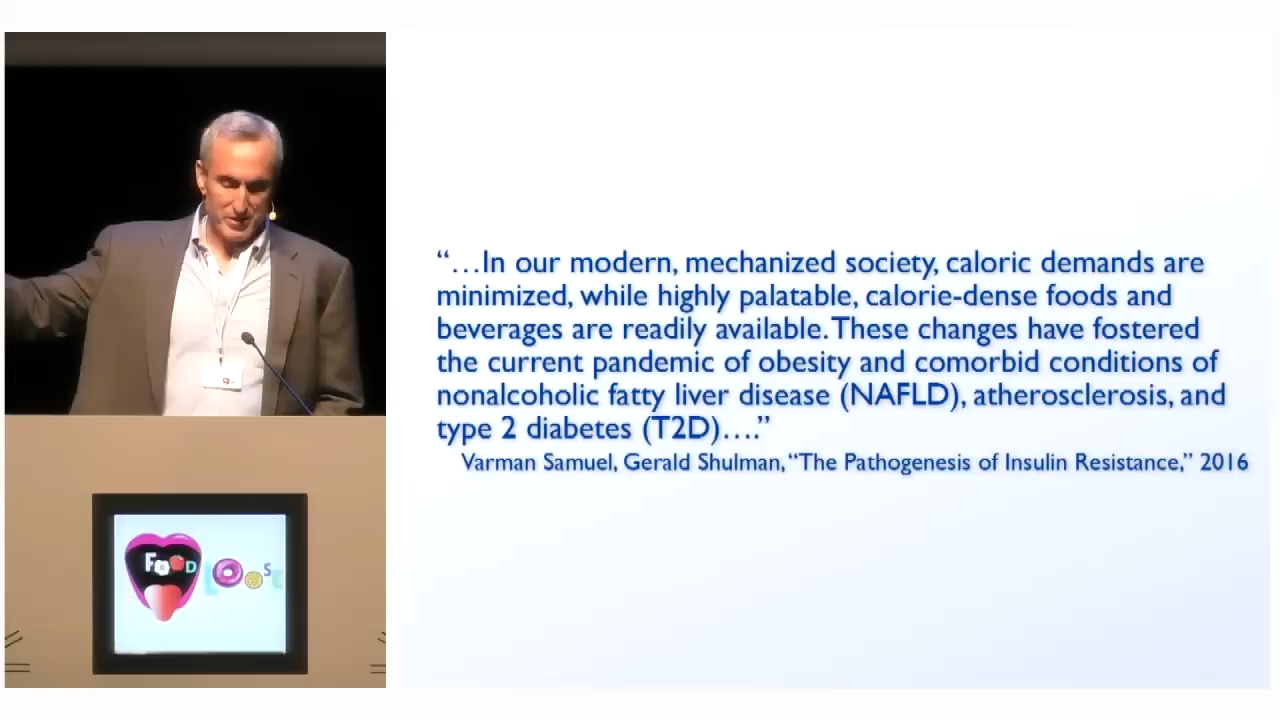 “…In our modern, mechanized society, caloric demands are
minimized, while highly palatable, calorie-dense foods and
beverages are readily available. These changes have fostered
the current pandemic of obesity and comorbid conditions of
nonalcoholic fatty liver disease (NAFLD), atherosclerosis, and
type 2 diabetes (T2D)….”
Varman Samuel, Gerald Shulman, “The Pathogenesis of Insulin Resistance,” 2016
FOOD
LOOSE